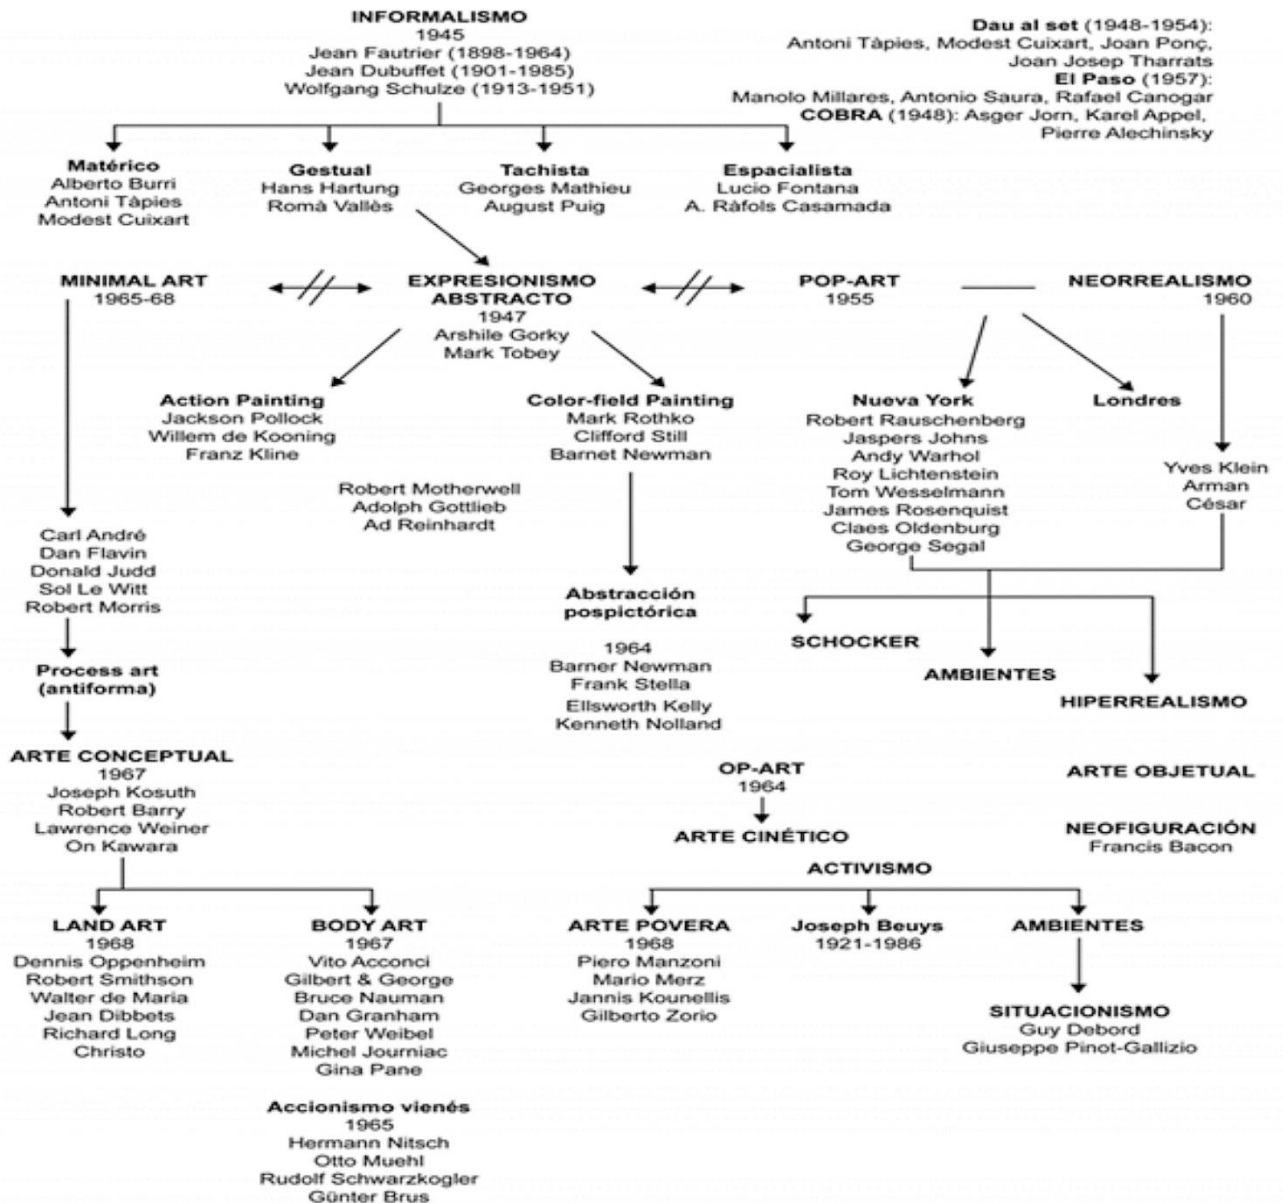 INFORMALISMO
1945
Jean Fautrier (1898-1964)
Jean Dubuffet (1901-1985)
Wolfgang Schulze (1913-1951)
Dau al set (1948-1954):
Antoni Tàpies, Modest Cuixart, Joan Ponç,
Joan Josep Tharrats
El Paso (1957):
Manolo Millares, Antonio Saura, Rafael Canogar
COBRA (1948): Asger Jorn, Karel Appel,
Pierre Alechinsky
Matérico
Alberto Burri
Antoni Tàpies
Modest Cuixart
Gestual
Hans Hartung
Romà Vallès
Tachista
Georges Mathieu
August Puig
Espacialista
Lucio Fontana
A. Ràfols Casamada
MINIMAL ART
1965-68
EXPRESIONISMO
ABSTRACTO
1947
Arshile Gorky
Mark Tobey
POP-ART
1955
NEORREALISMO
1960
Action Painting
Jackson Pollock
Willem de Kooning
Franz Kline
Color-field Painting
Mark Rothko
Clifford Still
Barnet Newman
Robert Motherwell
Adolph Gottlieb
Ad Reinhardt
Nueva York
Robert Rauschenberg
Jaspers Johns
Andy Warhol
Roy Lichtenstein
Tom Wesselmann
James Rosenquist
Claes Oldenburg
George Segal
Londres
Yves Klein
Arman
César
Carl André
Dan Flavin
Donald Judd
Sol Le Witt
Robert Morris
Abstracción
pospictórica
1964
Barner Newman
Frank Stella
Ellsworth Kelly
Kenneth Nolland
SCHOCKER
AMBIENTES
HIPERREALISMO
Process art
(antiforma)
ARTE CONCEPTUAL
1967
Joseph Kosuth
Robert Barry
Lawrence Weiner
On Kawara
OP-ART
1964
ARTE CINÉTICO
ARTE OBJETUAL
NEOFIGURACIÓN
Francis Bacon
ACTIVISMO
LAND ART
1968
Dennis Oppenheim
Robert Smithson
Walter de Maria
Jean Dibbets
Richard Long
Christo
BODY ART
1967
Vito Acconci
Gilbert & George
Bruce Nauman
Dan Granham
Peter Weibel
Michel Journiac
Gina Pane
Accionismo vienés
1965
Hermann Nitsch
Otto Muehl
Rudolf Schwarzkogler
Günter Brus
ARTE POVERA
1968
Piero Manzoni
Mario Merz
Jannis Kounellis
Gilberto Zorio
Joseph Beuys
1921-1986
AMBIENTES
SITUACIONISMO
Guy Debord
Giuseppe Pinot-Gallizio